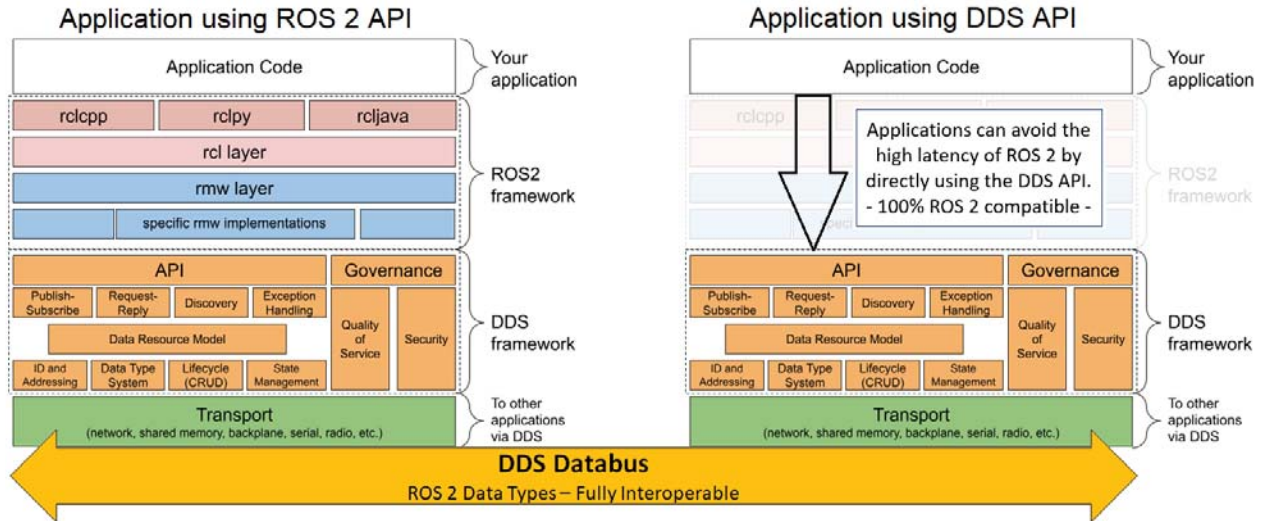 Application using ROS 2 API
Application Code
Your
application
rclcpp
rclpy
rcljava
rcl layer
rmw layer
specific rmw implementations
ROS2
framework
API
Governance
Publish-
Subscribe
Request-
Reply
Discovery
Exception
Handling
Data Resource Model
ID and
Addressing
Data Type
System
Lifecycle
(CRUD)
State
Management
Quality
of
Service
Security
DDS
framework
Transport
(network, shared memory, backplane, serial, radio, etc.)
To other
applications
via DDS
Application using DDS API
Application Code
Your
application
rclcpp
Applications can avoid the
high latency of ROS 2 by
directly using the DDS API.
- 100% ROS 2 compatible -
ROS2
framework
API
Governance
Publish-
Subscribe
Request-
Reply
Discovery
Exception
Handling
Data Resource Model
ID and
Addressing
Data Type
System
Lifecycle
(CRUD)
State
Management
Quality
of
Service
Security
DDS
framework
Transport
(network, shared memory, backplane, serial, radio, etc.)
To other
applications
via DDS
DDS Databus
ROS 2 Data Types – Fully Interoperable